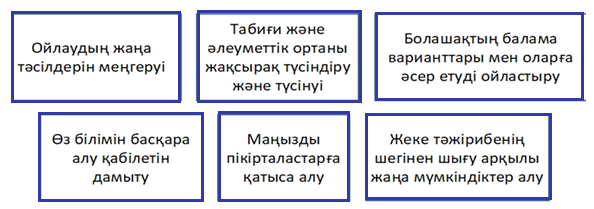 Ойлаудың жаңа
тәсілдерін меңгеруі
Табиғи және
әлеуметтік ортаны
жақсырақ түсіндіру
және түсінуі
Болашақтың балама
варианттары мен оларға
әсер етуді ойластыру
Өз білімін басқара
алу қабілетін
дамыту
Маңызды
пікірталастарға
қатыса алу
Жеке тәжірибенің
шегінен шығу арқылы
жаңа мүмкіндіктер алу